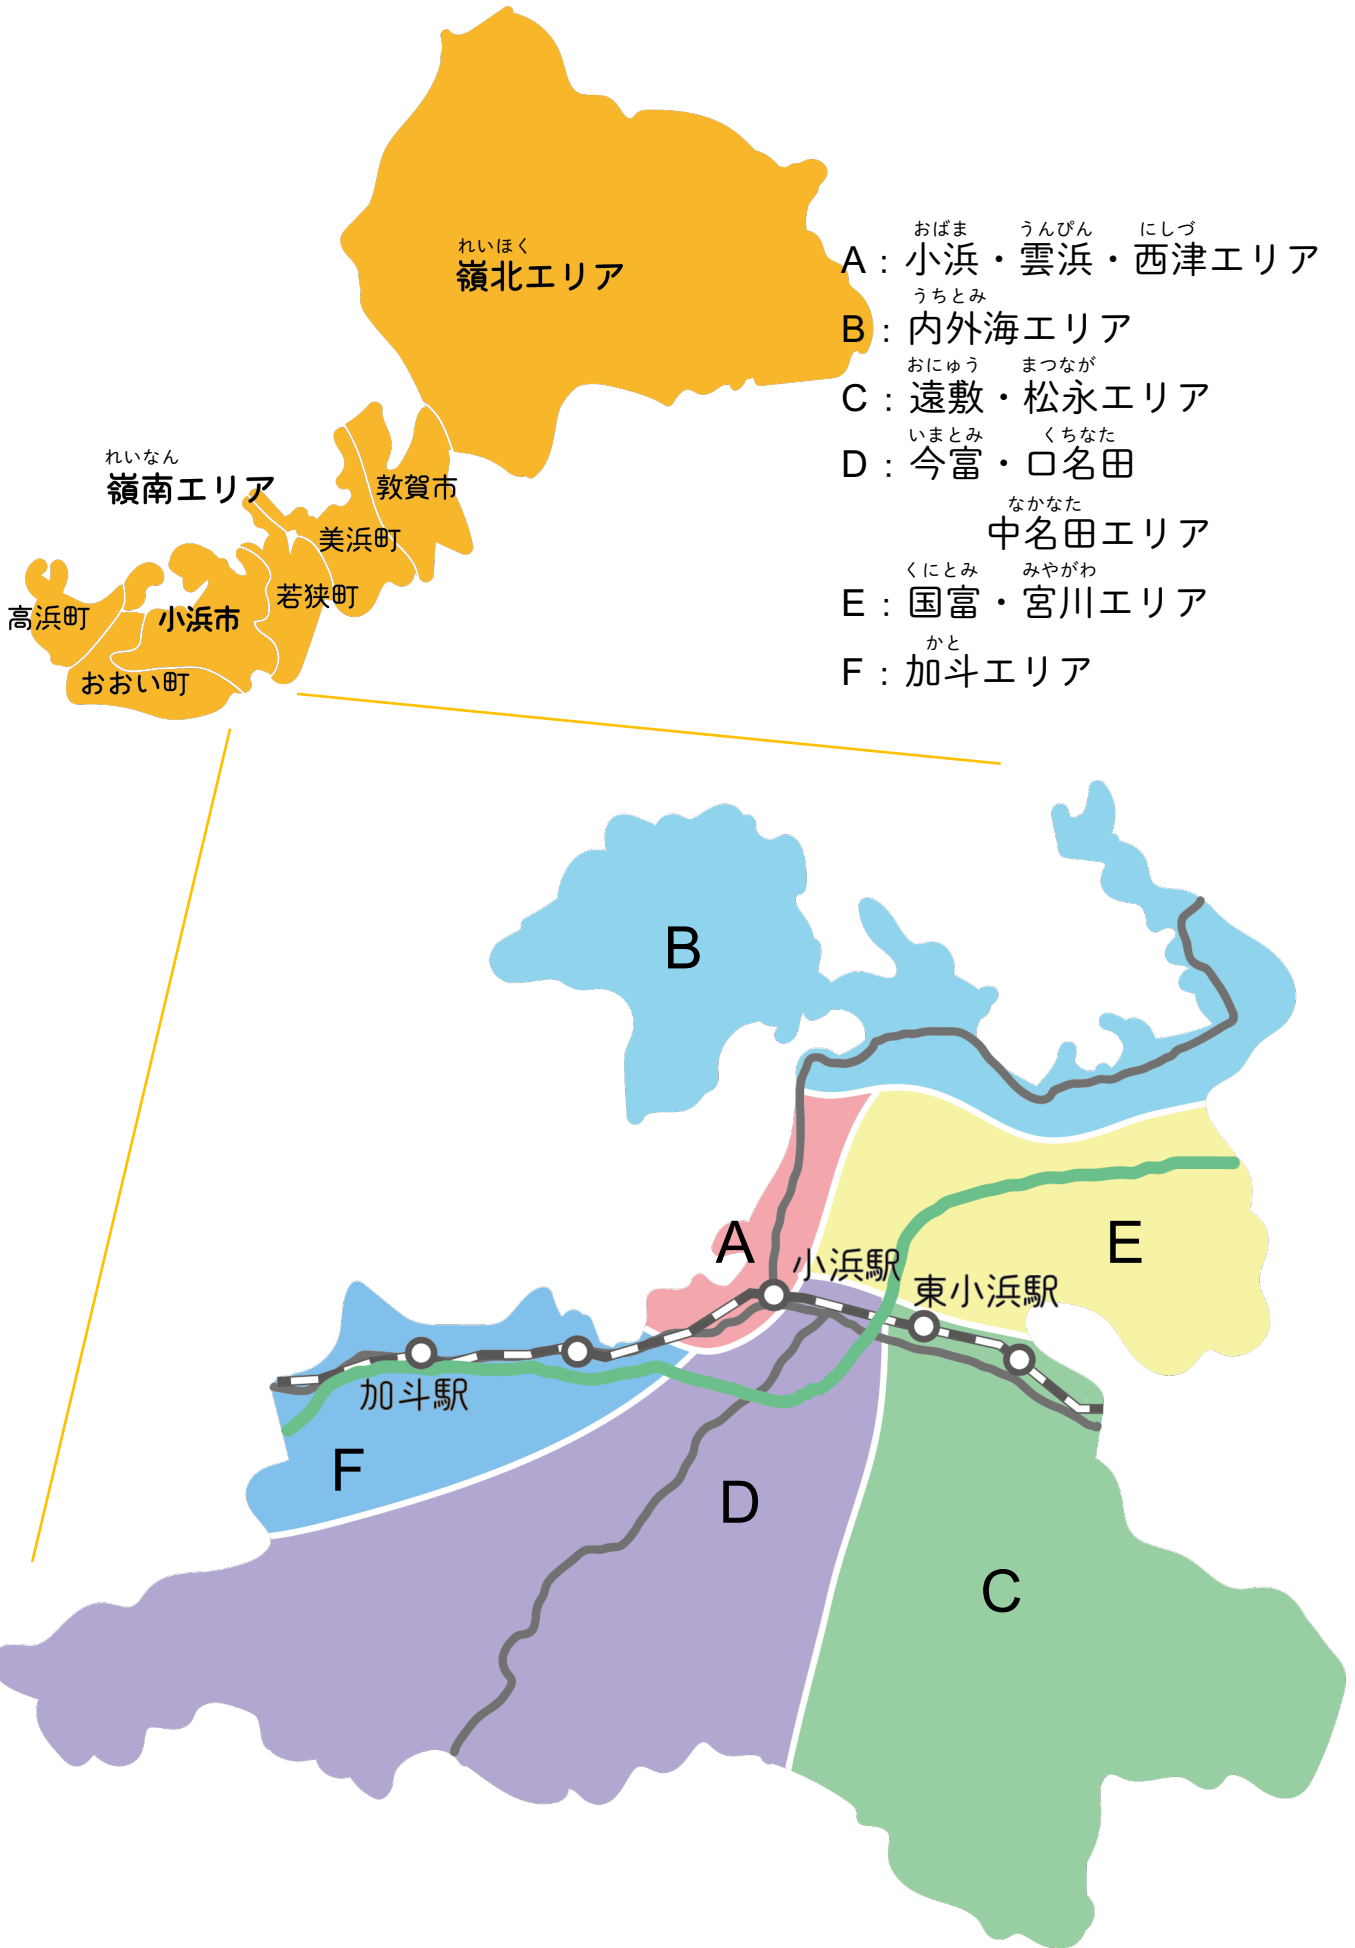 れいほく
嶺北エリア
おばま うんぴん にしづ
A：小浜・雲浜・西津エリア
うちとみ
B：内外海エリア
おにゅう まつなが
C：遠敷・松永エリア
いまとみ くちなた
D：今富・口名田
なかなた
中名田エリア
くにとみ みやがわ
E：国富・宮川エリア
かと
F：加斗エリア
れいなん
嶺南エリア
敦賀市
美浜町
若狭町
高浜町
小浜市
おおい町
B
A
E
小浜駅
東小浜駅
加斗駅
F
D
C